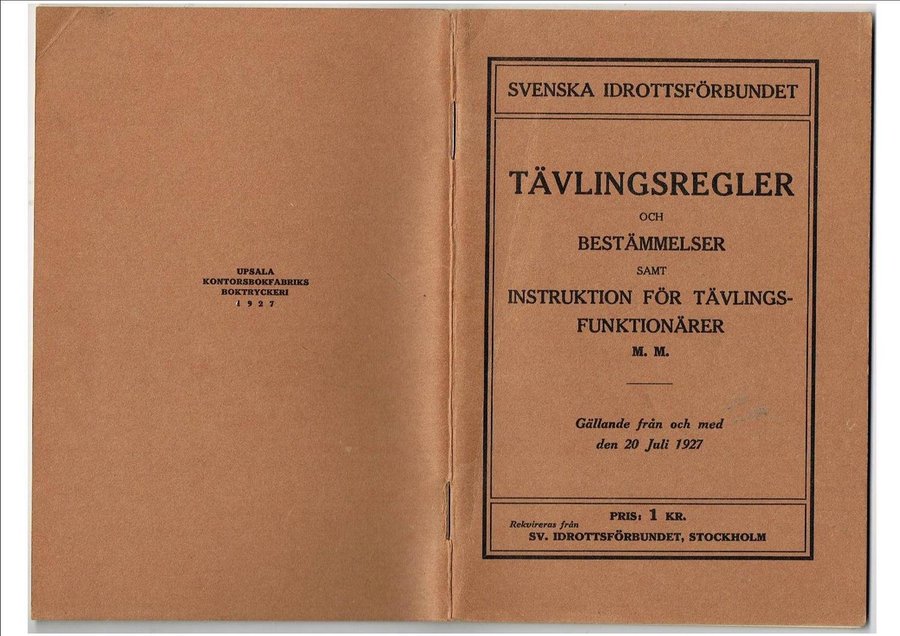 UPSALA
KONTORSBOKFABRIKS
BOKTRYCKERI
1927
SVENSKA IDROTTSFÖRBUNDET
TÄVLINGSREGLER
OCH
BESTÄMMELSER
SAMT
INSTRUKTION FÖR TÄVLINGS-
FUNKTIONÄRER
M. M.
Gällande från och med
den 20 Juli 1927
PRIS: 1 KR.
Rekvireras från
SV. IDROTTSFÖRBUNDET, STOCKHOLM